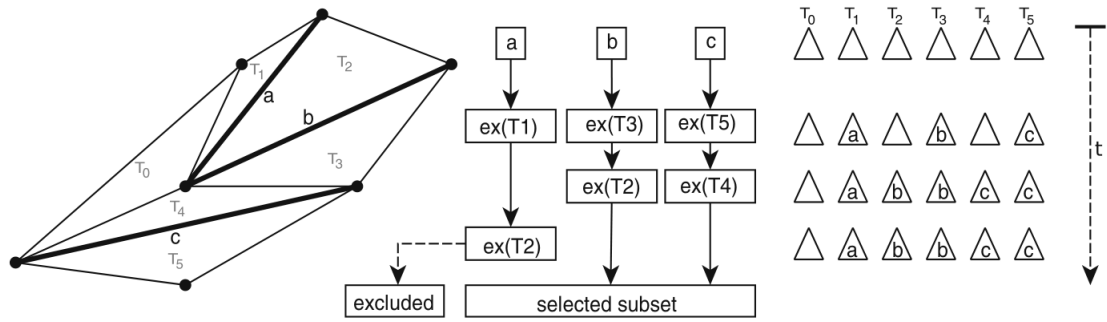 T₁
T₂
a
b
T₀
T₃
T₄
c
T₅
a b c
ex(T1) ex(T3) ex(T5)
ex(T2) ex(T4)
ex(T2)
excluded selected subset
T₀ T₁ T₂ T₃ T₄ T₅
a b c
a b b c c
a b b c c
t